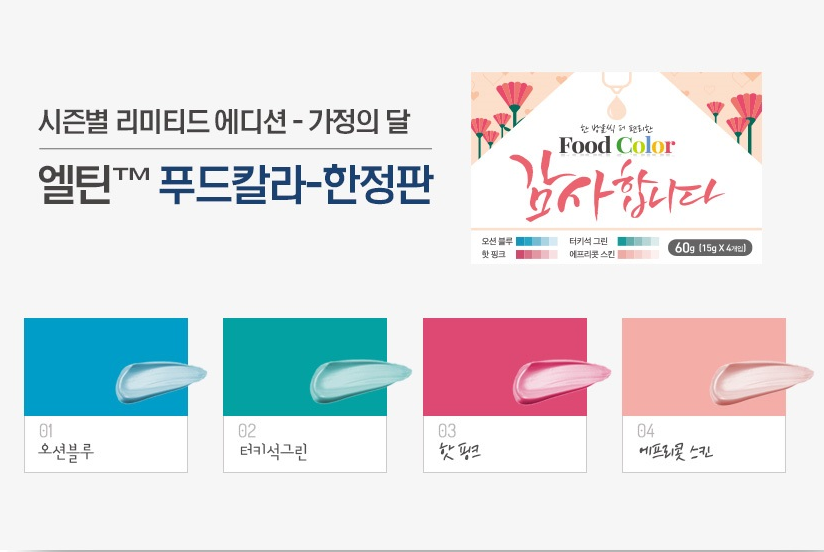 시즌별 리미티드 에디션 - 가정의 달
엘틴™ 푸드칼라-한정판
한 방울씩 더 편리한
Food Color
감사합니다
오션 블루
터키석 그린
핫 핑크
에프리콧 스킨
60g (15g X 4개입)
01
오션블루
02
터키석그린
03
핫 핑크
04
에프리콧 스킨